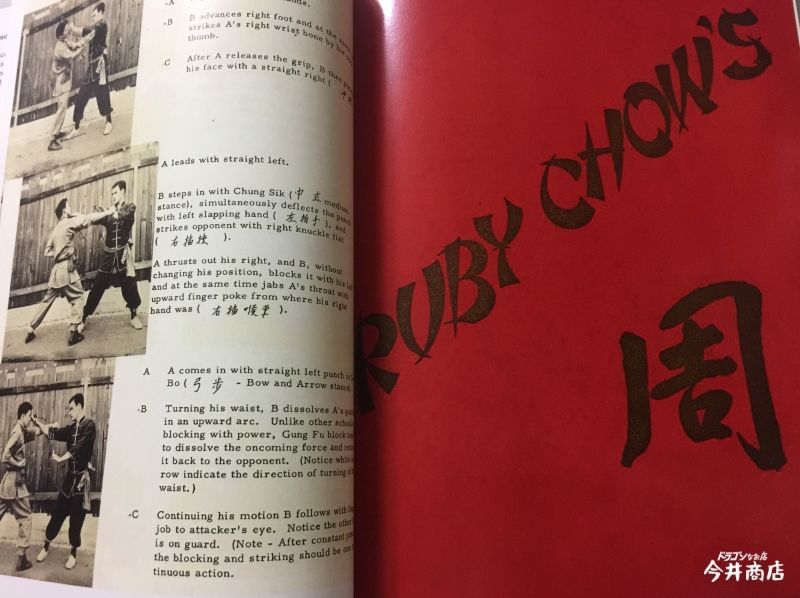 -A
ands.
-B B advances right foot and at the same
strikes A's right wrist bone by his
thumb.
-C After A releases the grip, B then
his face with a straight right (
A leads with straight left.
B steps in with Chung Sik (中式 medium
stance), simultaneously deflects the punch
with left slapping hand (左拍手), and
strikes opponent with right knuckle fist
(右插捶).
A thrusts out his right, and B, without
changing his position, blocks it with his
and at the same time jabs A's throat with
upward finger poke from where his right
hand was (右插喉).
A A comes in with straight left punch in
Bo (弓步 - Bow and Arrow stance
-B Turning his waist, B dissolves A's
in an upward arc. Unlike other
blocking with power, Gung Fu block
to dissolve the oncoming force and
it back to the opponent. (Notice
row indicate the direction of turning of
waist.)
-C Continuing his motion B follows with
job to attacker's eye. Notice the other
is on guard. (Note - After constant
the blocking and striking should be one
tinuous action.
RUBY CHOW'S
周
ドラゴンなお店
今井商店